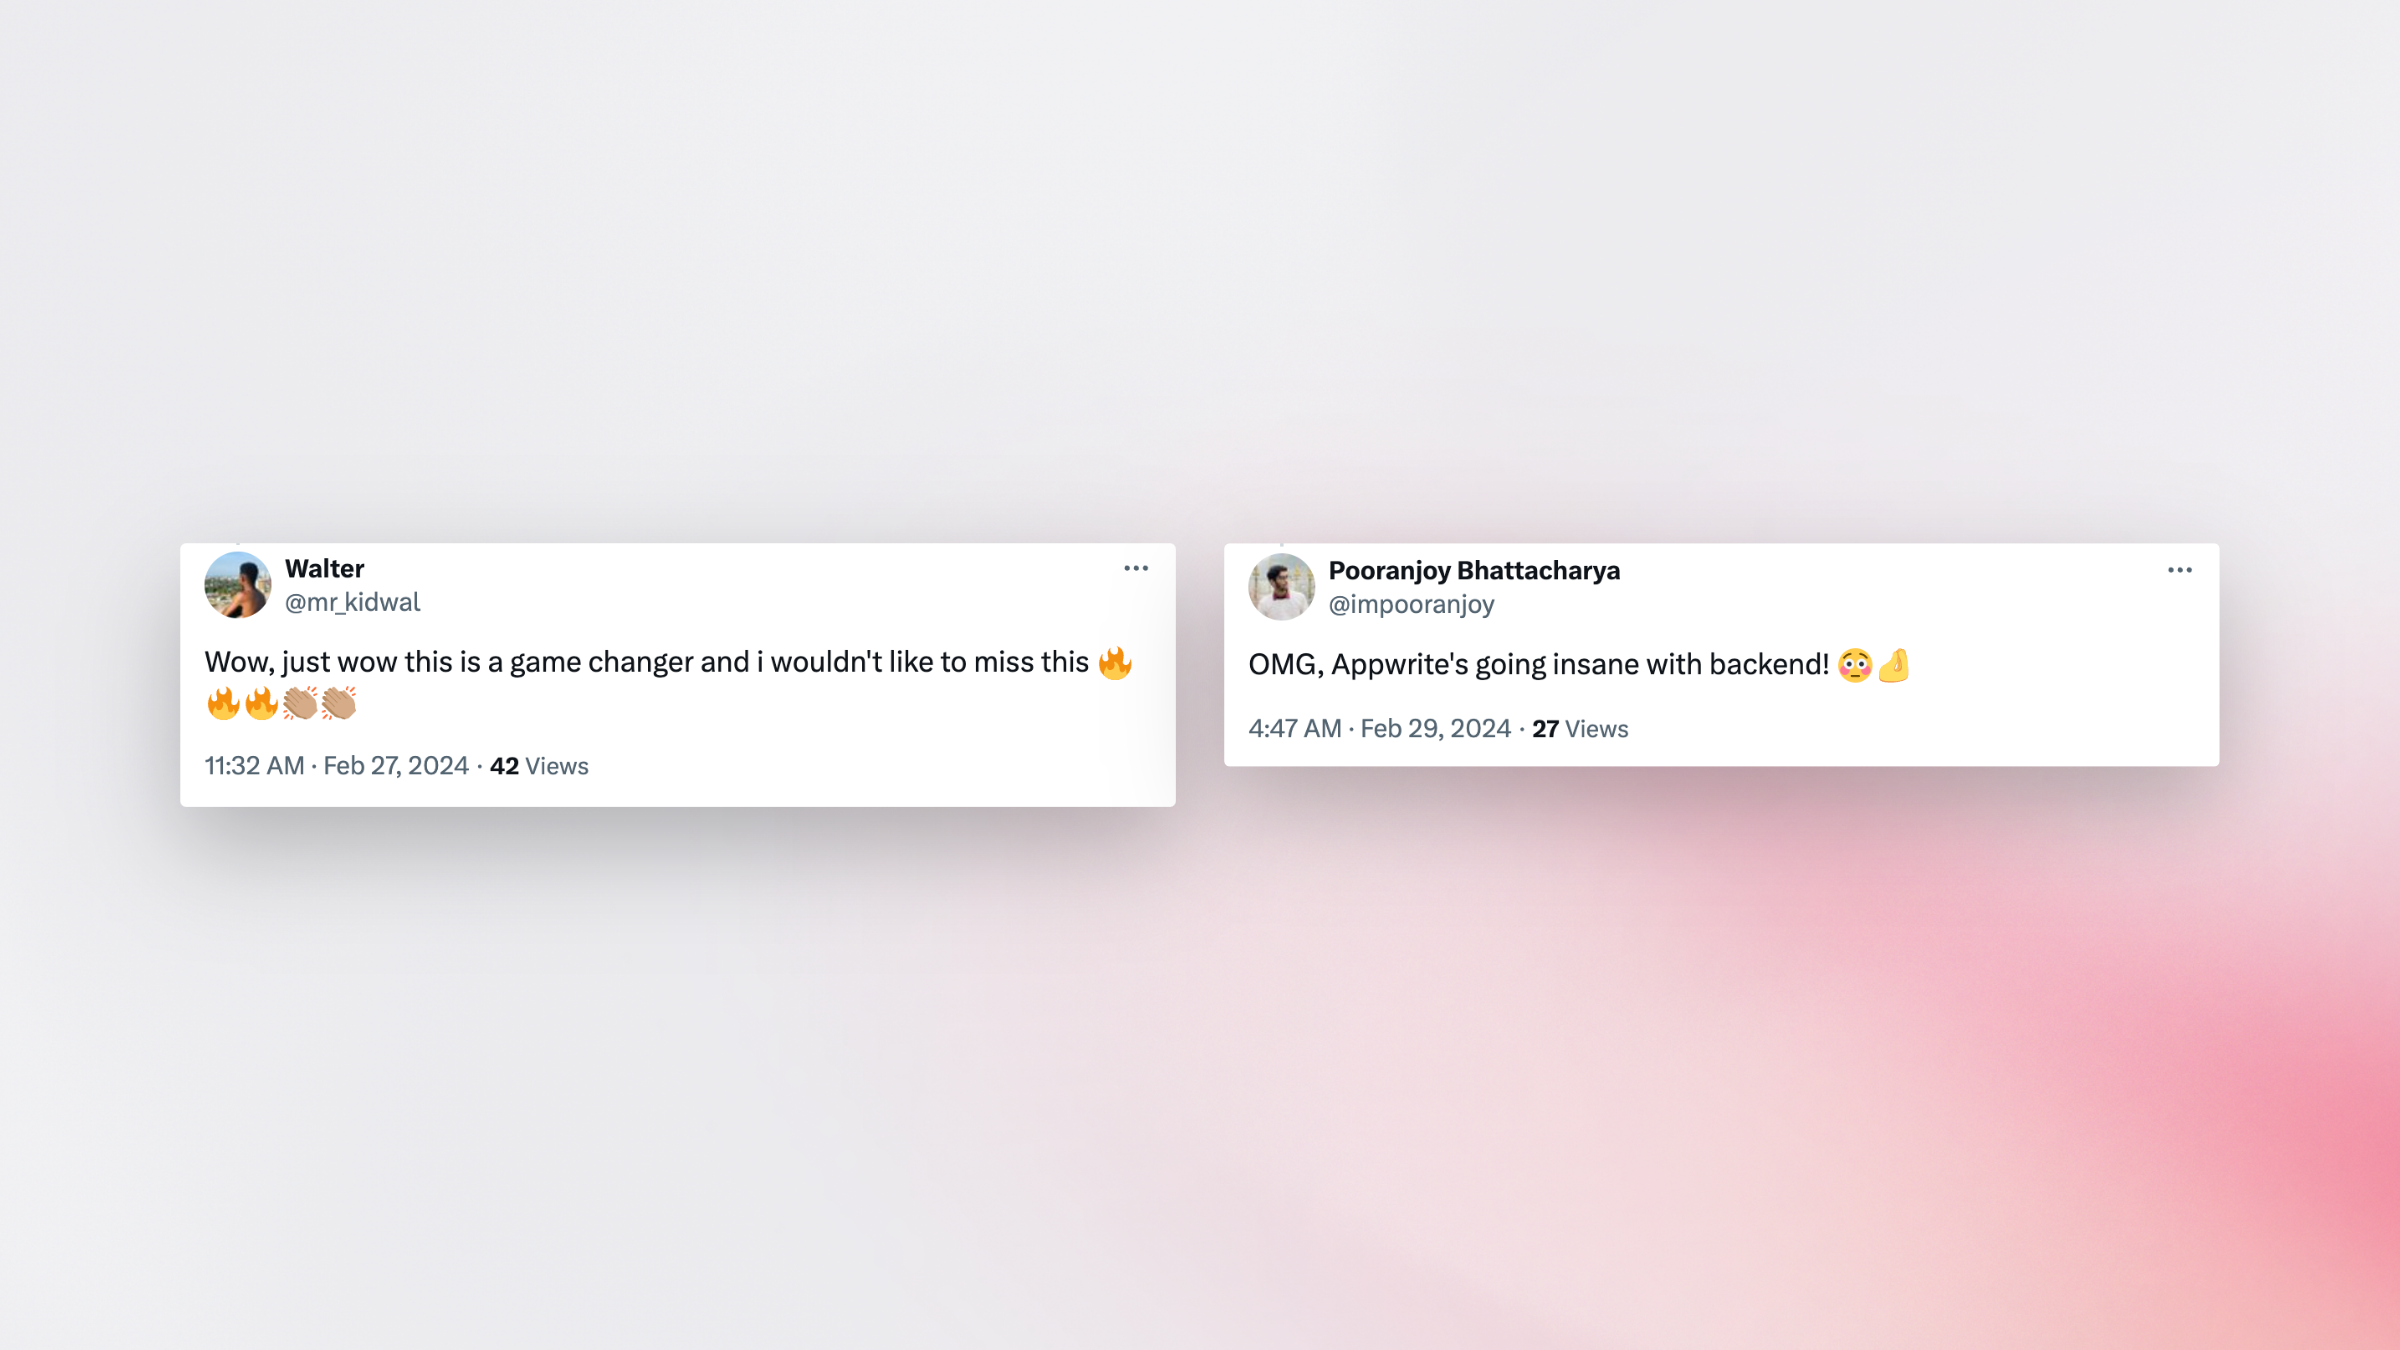 Walter
@mr_kidwal
Wow, just wow this is a game changer and i wouldn't like to miss this 🔥
🔥🔥👏🏽👏🏽
11:32 AM · Feb 27, 2024 · 42 Views
Pooranjoy Bhattacharya
@impooranjoy
OMG, Appwrite's going insane with backend! 😳🤌
4:47 AM · Feb 29, 2024 · 27 Views